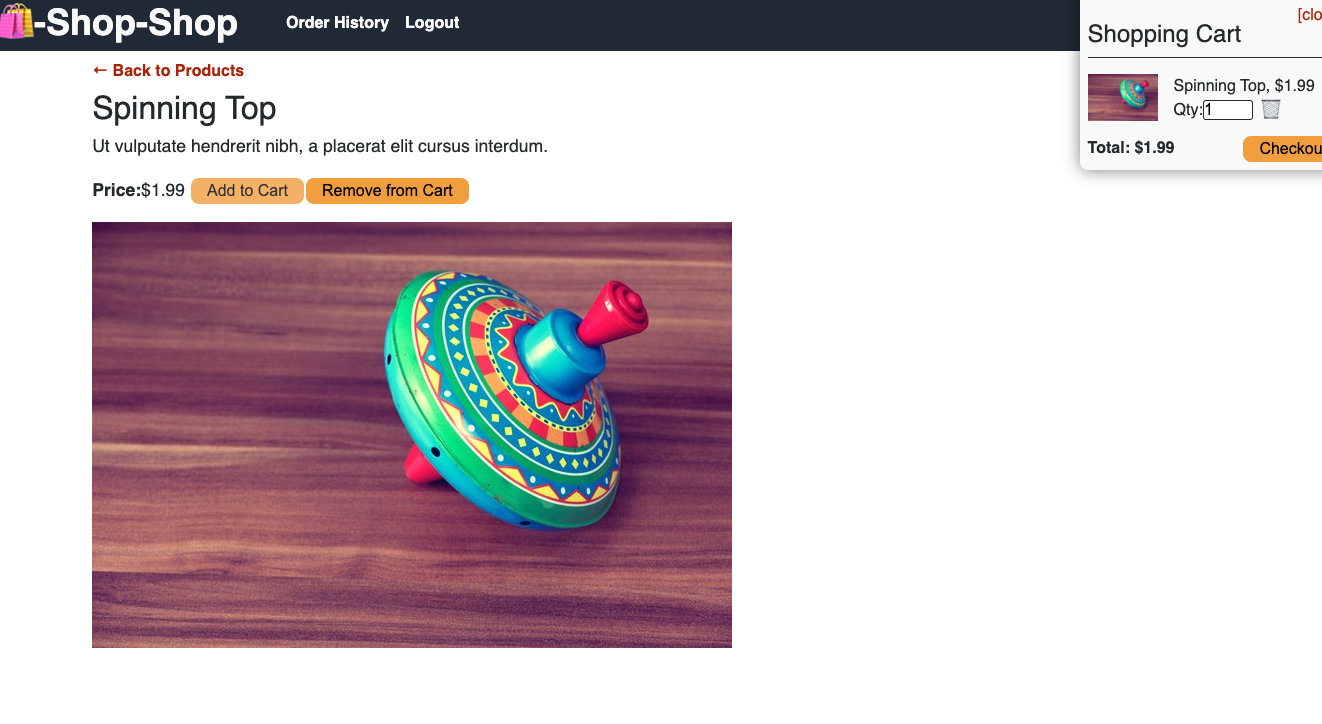 -Shop-Shop
Order History
Logout
← Back to Products
Spinning Top
Ut vulputate hendrerit nibh, a placerat elit cursus interdum.
Price:$1.99
Add to Cart
Remove from Cart
[clo
Shopping Cart
Spinning Top, $1.99
Qty:1
Total: $1.99
Checkou